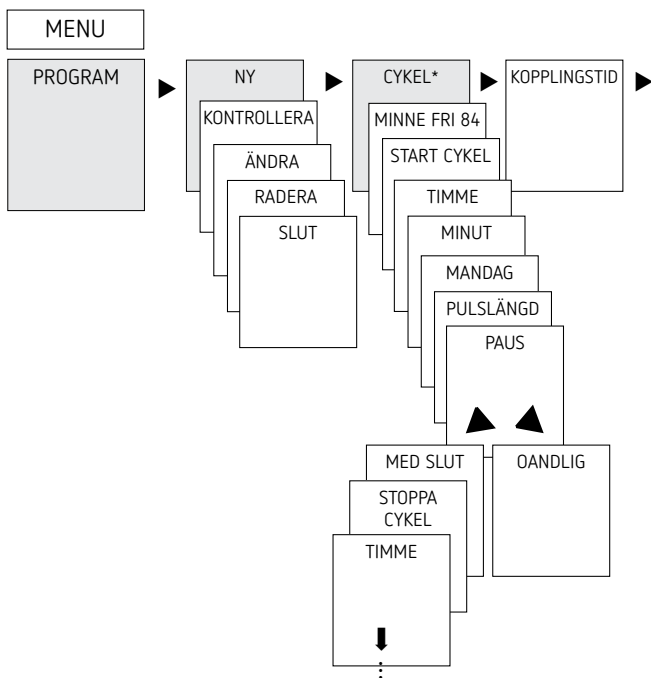 MENU
PROGRAM
NY
KONTROLLERA
ÄNDRA
RADERA
SLUT
CYKEL*
MINNE FRI 84
START CYKEL
TIMME
MINUT
MANDAG
PULSLÄNGD
PAUS
MED SLUT
STOPPA
CYKEL
TIMME
OANDLIG
KOPPLINGSTID